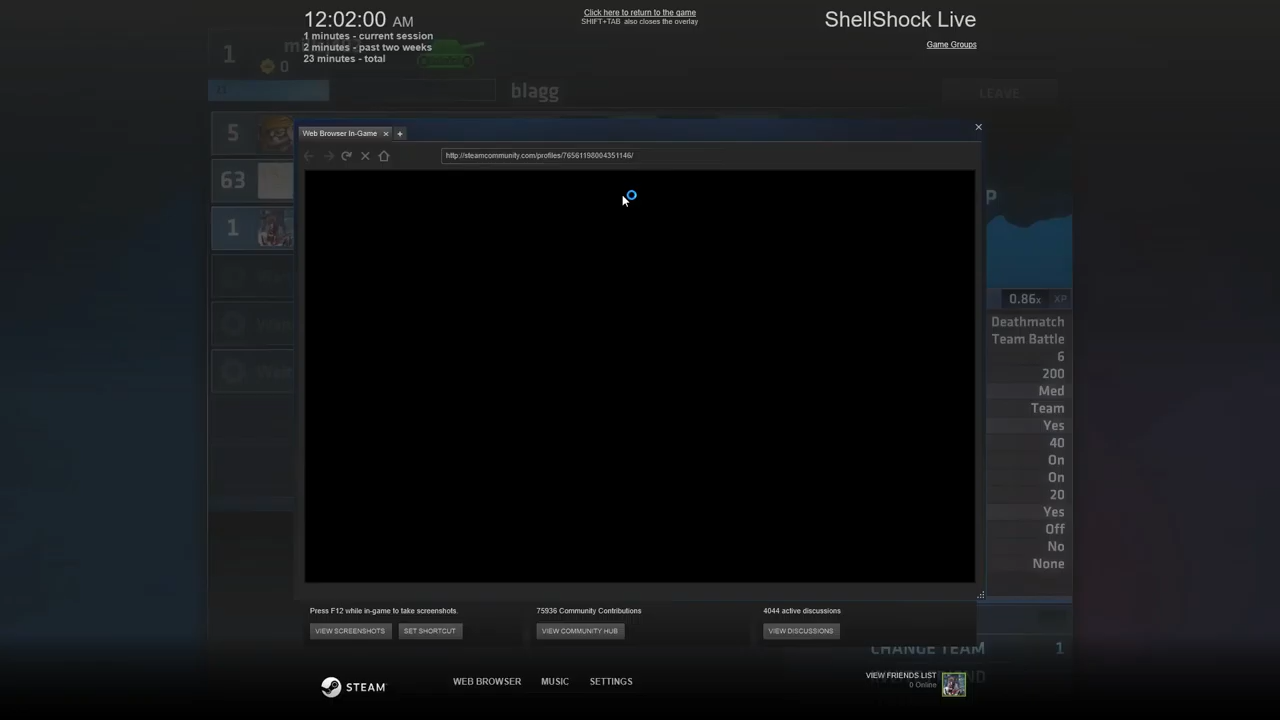 12:02:00 AM
1 minutes - current session
2 minutes - past two weeks
23 minutes - total
Click here to return to the game
SHIFT+TAB also closes the overlay
ShellShock Live
Game Groups
1
0
blagg
LEAVE
5
63
1
Web Browser In-Game
http://steamcommunity.com/profiles/76561198004351146/
P
0.86x XP
Deathmatch
Team Battle
6
200
Med
Team
Yes
40
On
On
20
Yes
Off
No
None
Press F12 while in-game to take screenshots.
VIEW SCREENSHOTS
SET SHORTCUT
75936 Community Contributions
VIEW COMMUNITY HUB
4044 active discussions
VIEW DISCUSSIONS
CHANGE TEAM 1
STEAM
WEB BROWSER
MUSIC
SETTINGS
VIEW FRIENDS LIST
0 Online